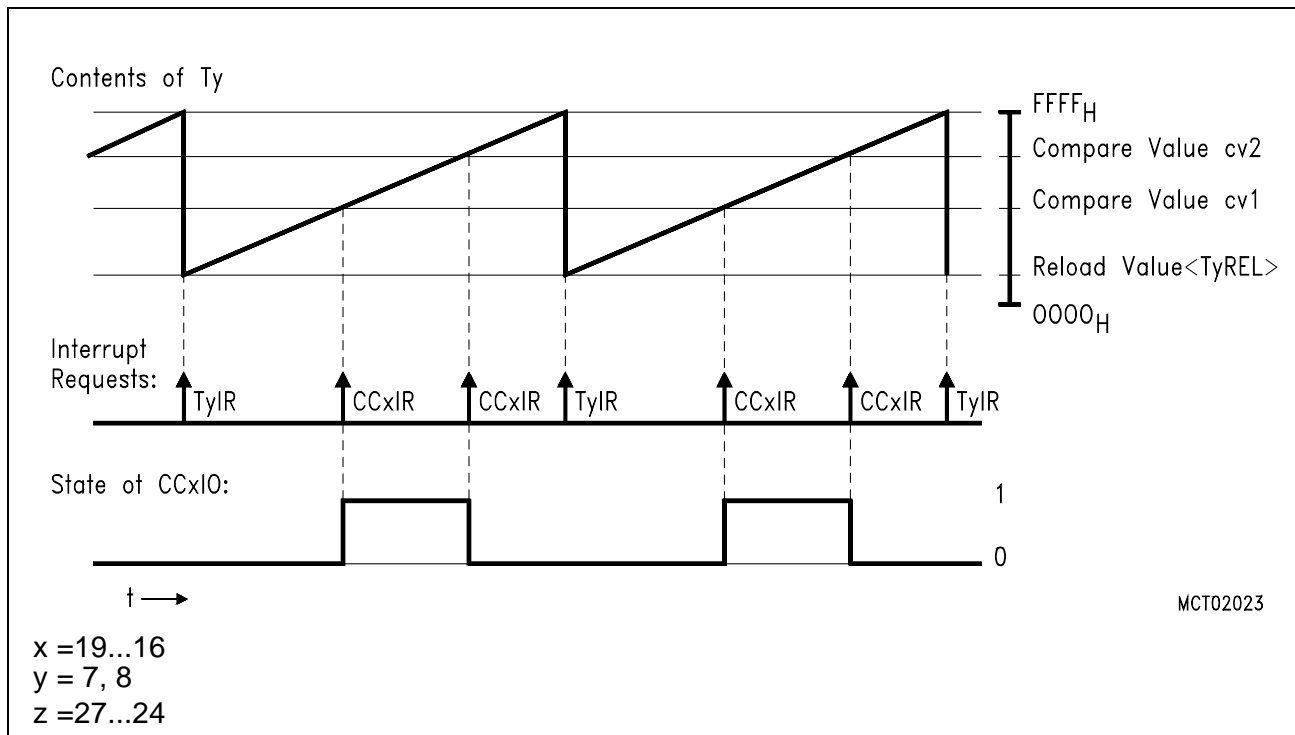 Contents of Ty
FFFFH
Compare Value cv2
Compare Value cv1
Reload Value<TyREL>
0000H
Interrupt
Requests:
TyIR
CCxIR
CCxIR
TyIR
CCxIR
CCxIR
TyIR
State of CCxIO:
1
0
t
MCT02023
x =19...16
y = 7, 8
z =27...24